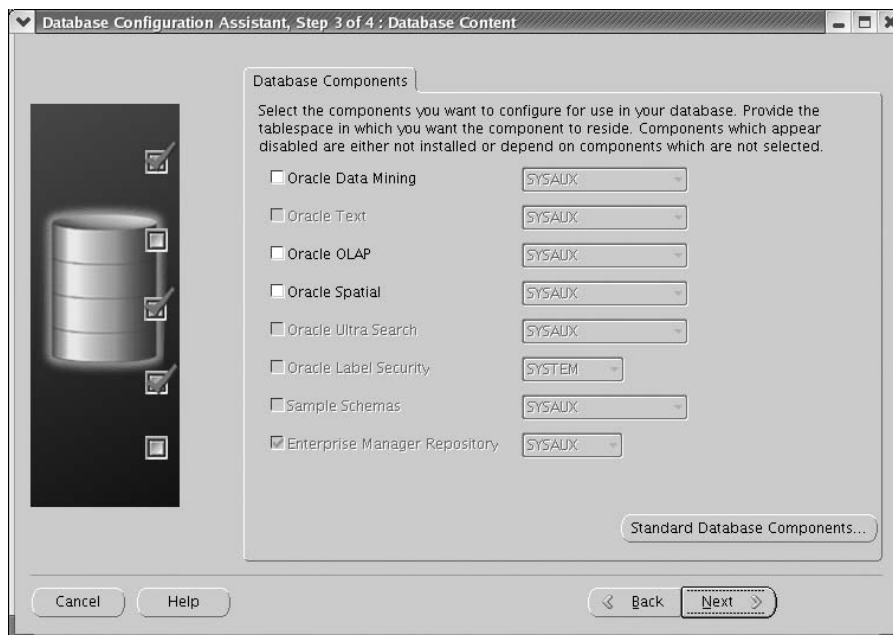 Database Configuration Assistant, Step 3 of 4 : Database Content
Database Components
Select the components you want to configure for use in your database. Provide the
tablespace in which you want the component to reside. Components which appear
disabled are either not installed or depend on components which are not selected.
Oracle Data Mining SYSAUX
Oracle Text SYSAUX
Oracle OLAP SYSAUX
Oracle Spatial SYSAUX
Oracle Ultra Search SYSAUX
Oracle Label Security SYSTEM
Sample Schemas SYSAUX
Enterprise Manager Repository SYSAUX
Standard Database Components...
Cancel Help Back Next